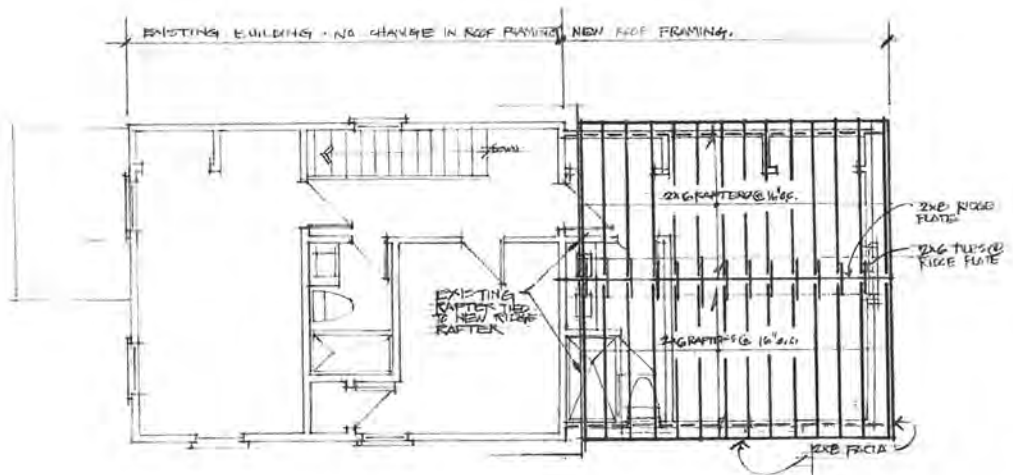 EXISTING BUILDING · NO CHANGE IN ROOF FRAMING
NEW ROOF FRAMING.
DOWN
2x6 RAFTERS @ 16" o.c.
2x8 RIDGE
PLATE
2x6 TIES @
RIDGE PLATE
EXISTING
RAFTER TIED
TO NEW RIDGE
RAFTER
2x6 RAFTERS @ 16" o.c.
2x8 FACIA